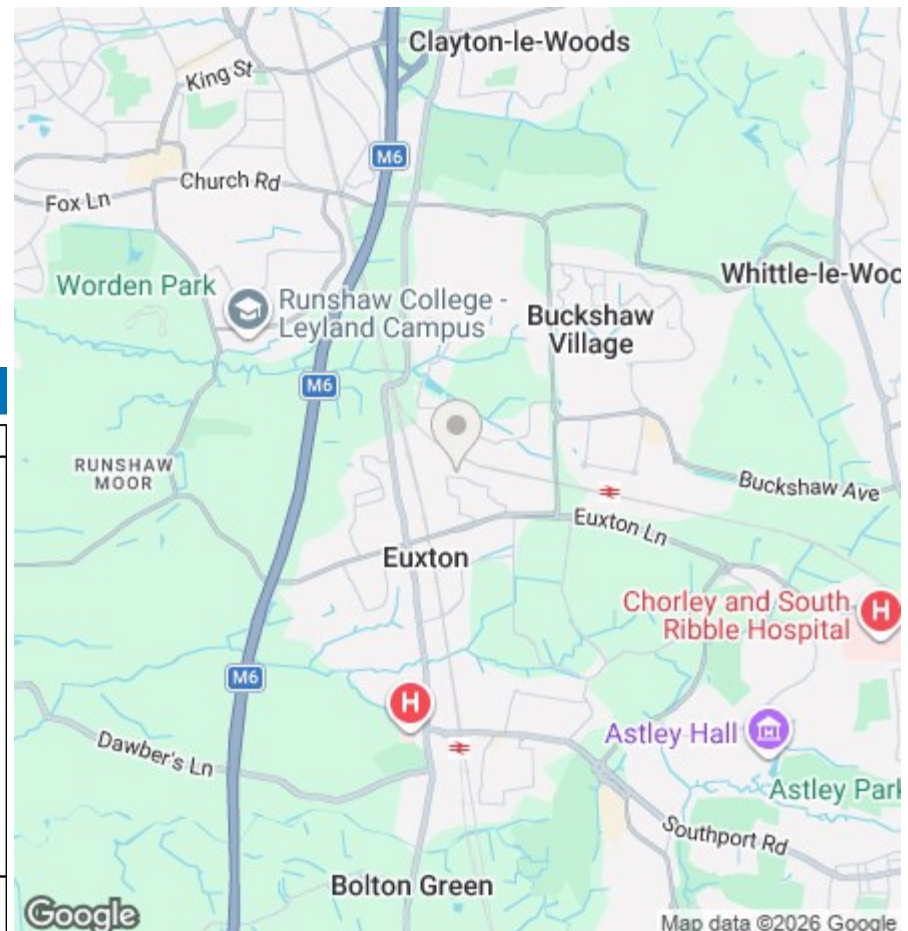 Clayton-le-Woods
King St
M6
Church Rd
Fox Ln
Worden Park
Whittle-le-Woo
Runshaw College -
Leyland Campus
Buckshaw
Village
M6
RUNSHAW
MOOR
Buckshaw Ave
Euxton Ln
Euxton
Chorley and South
Ribble Hospital
H
M6
H
Astley Hall
Dawber's Ln
Astley Park
Southport Rd
Bolton Green
Google
Map data ©2026 Google